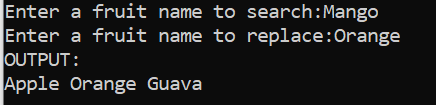 Enter a fruit name to search:Mango
Enter a fruit name to replace:Orange
OUTPUT:
Apple Orange Guava